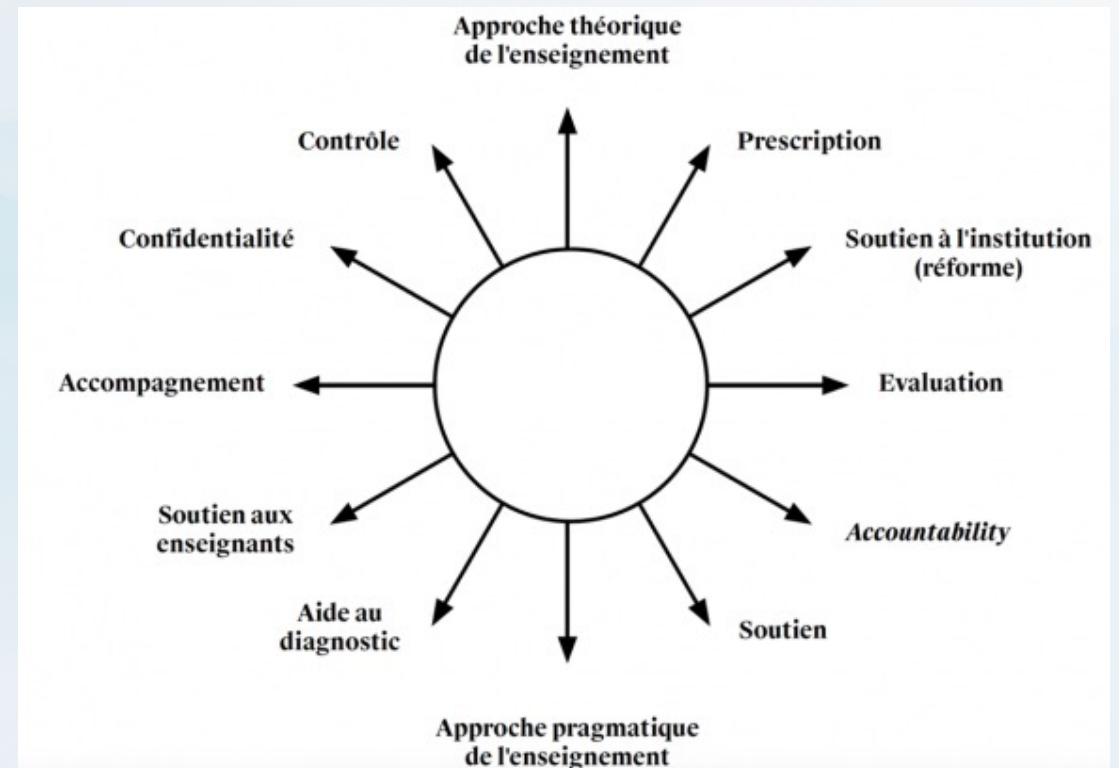 Approche théorique
de l'enseignement
Contrôle
Prescription
Confidentialité
Soutien à l'institution
(réforme)
Accompagnement
Evaluation
Soutien aux
enseignants
Accountability
Aide au
diagnostic
Soutien
Approche pragmatique
de l'enseignement